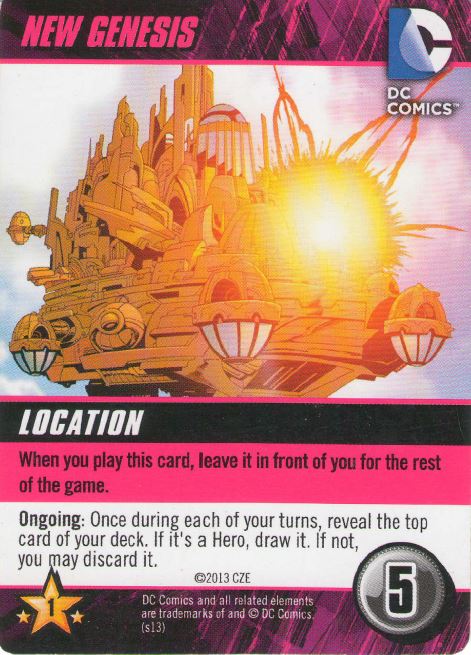 NEW GENESIS
DC
COMICS™
LOCATION
When you play this card, leave it in front of you for the rest
of the game.
Ongoing: Once during each of your turns, reveal the top
card of your deck. If it's a Hero, draw it. If not,
you may discard it.
©2013 CZE
1
5
DC Comics and all related elements
are trademarks of and © DC Comics.
(s13)